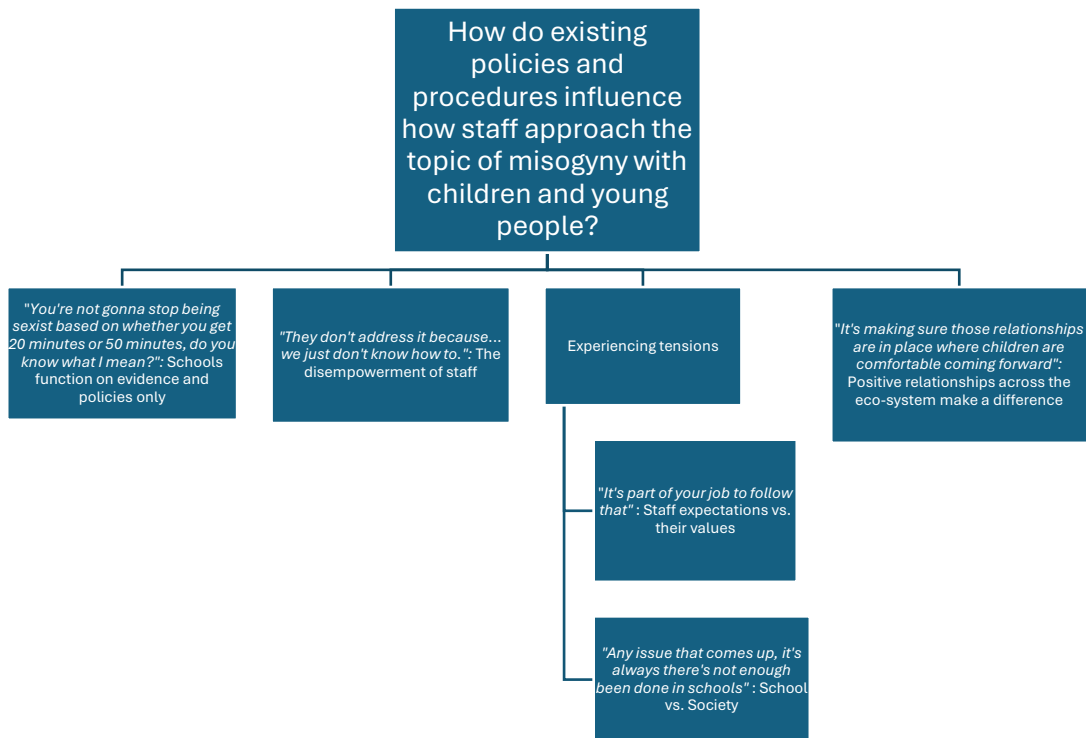 How do existing
policies and
procedures influence
how staff approach the
topic of misogyny with
children and young
people?
"You're not gonna stop being
sexist based on whether you get
20 minutes or 50 minutes, do you
know what I mean?": Schools
function on evidence and
policies only
"They don't address it because...
we just don't know how to.": The
disempowerment of staff
Experiencing tensions
"It's making sure those relationships
are in place where children are
comfortable coming forward":
Positive relationships across the
eco-system make a difference
"It's part of your job to follow
that" : Staff expectations vs.
their values
"Any issue that comes up, it's
always there's not enough
been done in schools" : School
vs. Society